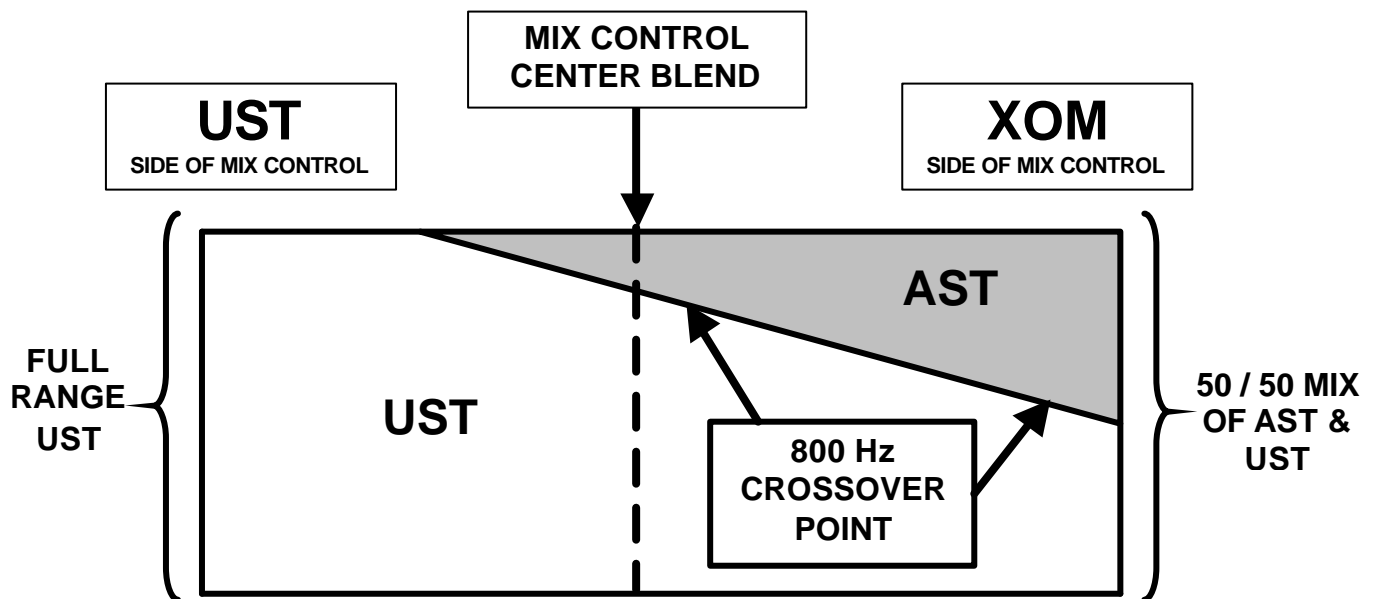 MIX CONTROL
CENTER BLEND
UST
SIDE OF MIX CONTROL
XOM
SIDE OF MIX CONTROL
AST
FULL
RANGE
UST
UST
50 / 50 MIX
OF AST &
UST
800 Hz
CROSSOVER
POINT